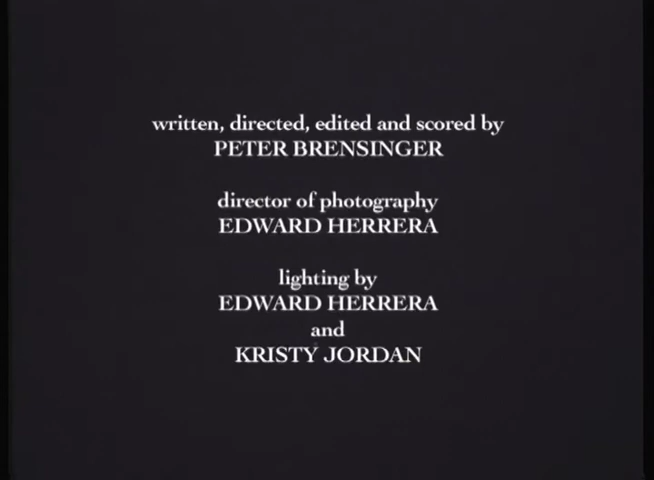 written, directed, edited and scored by
PETER BRENSINGER
director of photography
EDWARD HERRERA
lighting by
EDWARD HERRERA
and
KRISTY JORDAN